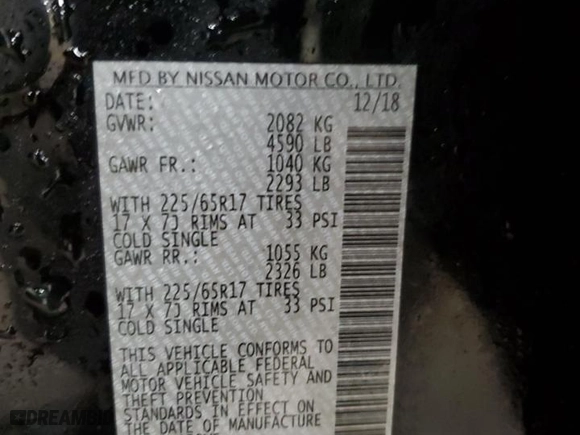 MFD BY NISSAN MOTOR CO., LTD.
DATE: 12/18
GVWR: 2082 KG
4590 LB
GAWR FR.: 1040 KG
2293 LB
WITH 225/65R17 TIRES
17 X 7J RIMS AT 33 PSI
COLD SINGLE
GAWR RR.: 1055 KG
2326 LB
WITH 225/65R17 TIRES
17 X 7J RIMS AT 33 PSI
COLD SINGLE
THIS VEHICLE CONFORMS TO
ALL APPLICABLE FEDERAL
MOTOR VEHICLE SAFETY AND
THEFT PREVENTION
STANDARDS IN EFFECT ON
THE DATE OF MANUFACTURE